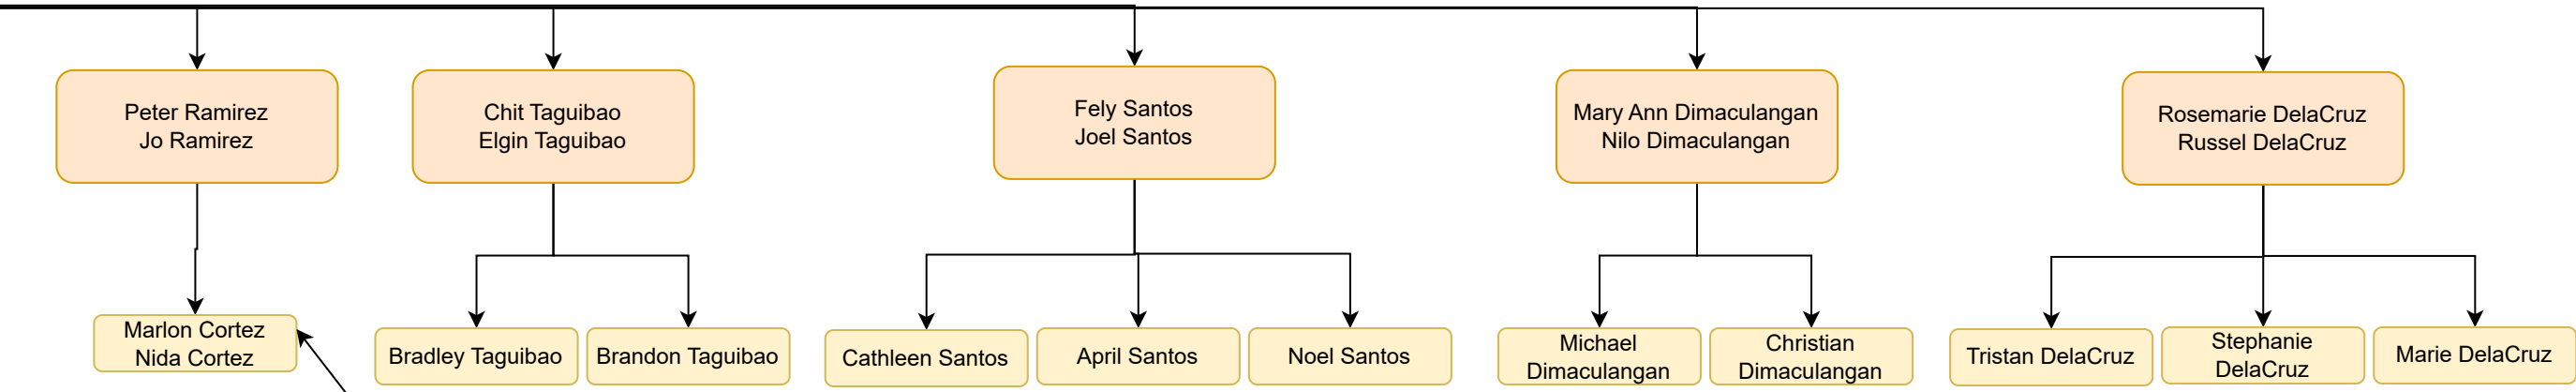 Peter Ramirez
Jo Ramirez
Chit Taguibao
Elgin Taguibao
Fely Santos
Joel Santos
Mary Ann Dimaculangan
Nilo Dimaculangan
Rosemarie DelaCruz
Russel DelaCruz
Marlon Cortez
Nida Cortez
Bradley Taguibao
Brandon Taguibao
Cathleen Santos
April Santos
Noel Santos
Michael
Dimaculangan
Christian
Dimaculangan
Tristan DelaCruz
Stephanie
DelaCruz
Marie DelaCruz